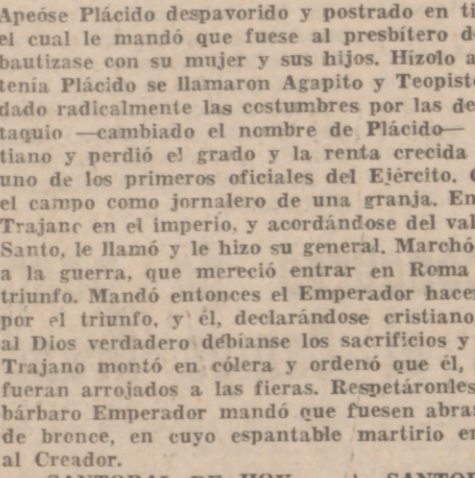 Apeóse Plácido despavorido y postrado en ti
el cual le mandó que fuese al presbítero de
bautizase con su mujer y sus hijos. Hízolo a
tenía Plácido se llamaron Agapito y Teopiste
dado radicalmente las costumbres por las de
taquio —cambiado el nombre de Plácido—
tiano y perdió el grado y la renta crecida
uno de los primeros oficiales del Ejército. C
el campo como jornalero de una granja. En
Trajano en el imperio, y acordándose del val
Santo, le llamó y le hizo su general. Marchó
a la guerra, que mereció entrar en Roma
triunfo. Mandó entonces el Emperador hacer
por el triunfo, y él, declarándose cristiano
al Dios verdadero debíanse los sacrificios y
Trajano montó en cólera y ordenó que él,
fueran arrojados a las fieras. Respetáronles
bárbaro Emperador mandó que fuesen abras
de bronce, en cuyo espantable martirio en
al Creador.